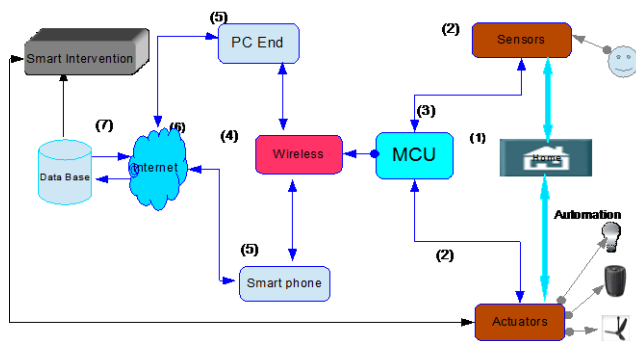 (5)
PC End
(2)
Sensors
Smart Intervention
(7)
(6)
(4)
(3)
(1)
Internet
Wireless
MCU
Home
Data Base
Automation
(5)
(2)
Smart phone
Actuators